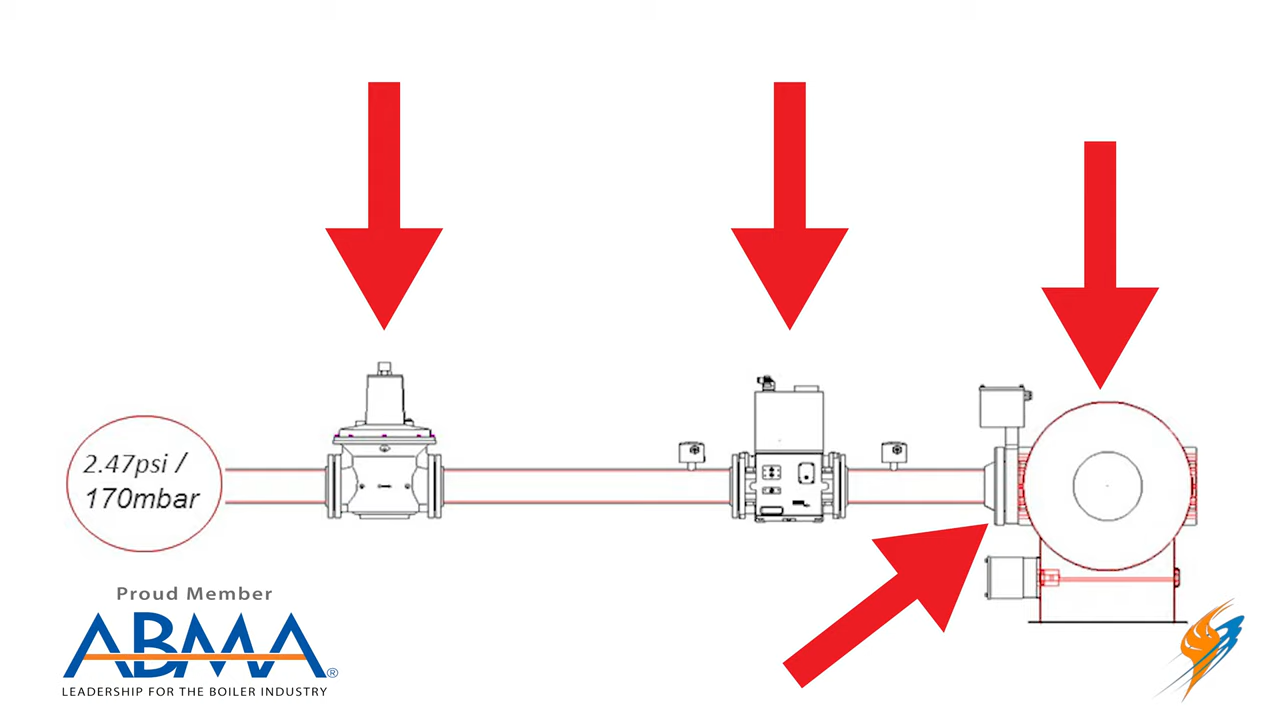 2.47psi /
170mbar
Proud Member
ABMA®
LEADERSHIP FOR THE BOILER INDUSTRY